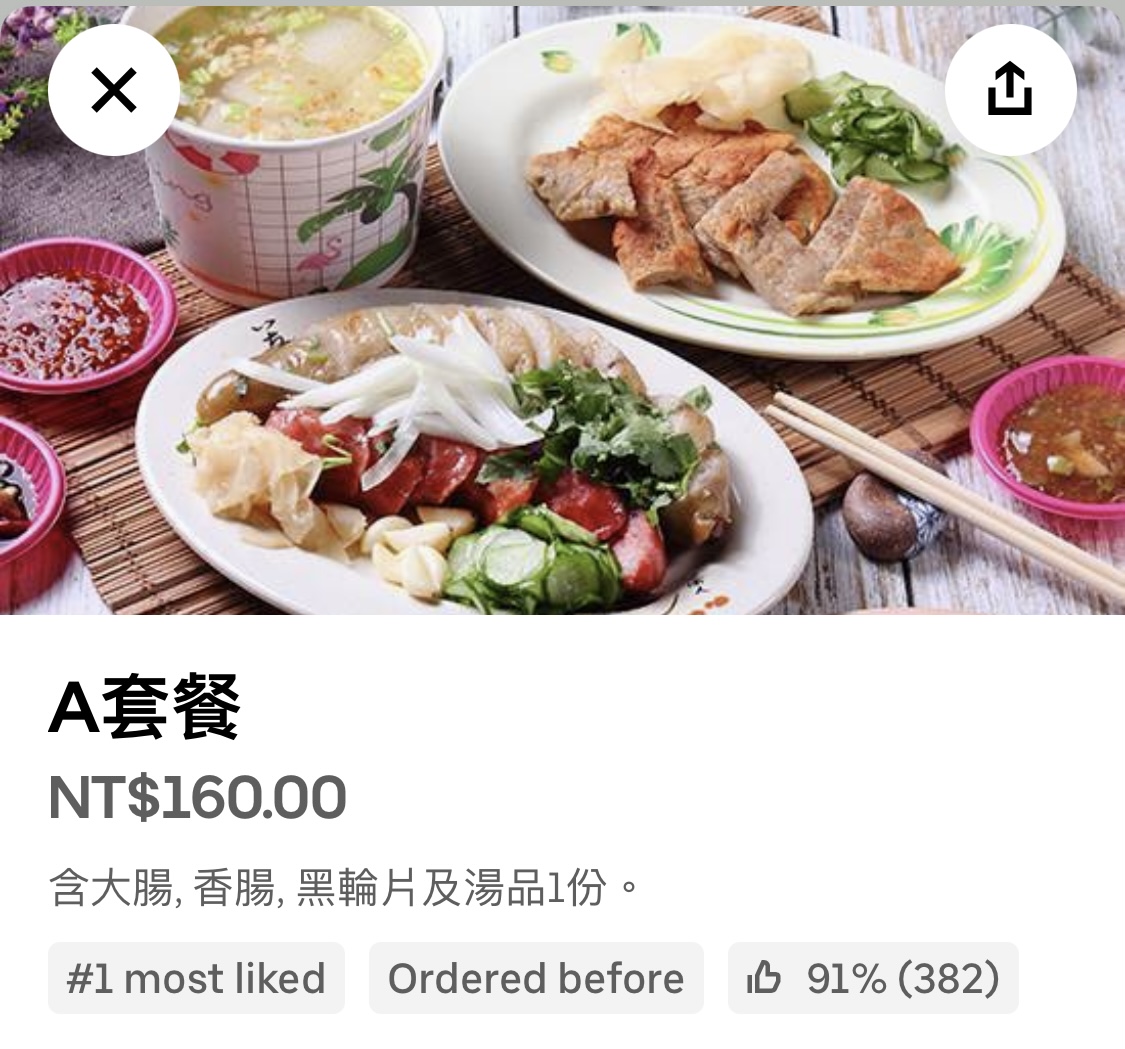 A套餐
NT$160.00
含大腸, 香腸, 黑輪片及湯品1份。
#1 most liked
Ordered before
91% (382)